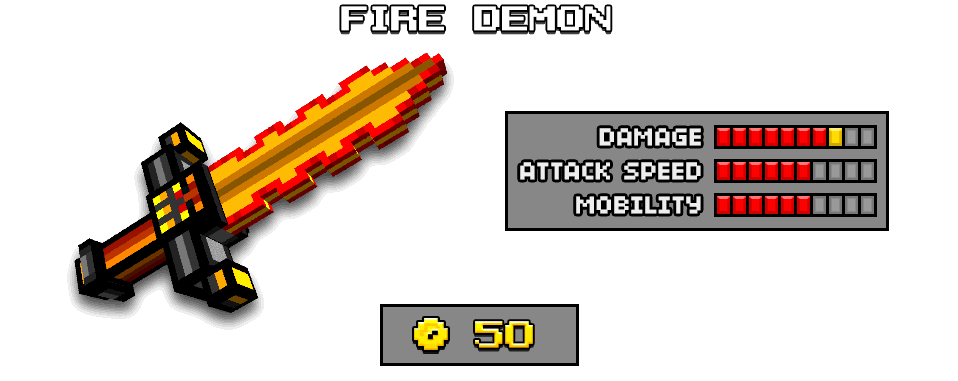 FIRE DEMON
DAMAGE
ATTACK SPEED
MOBILITY
50